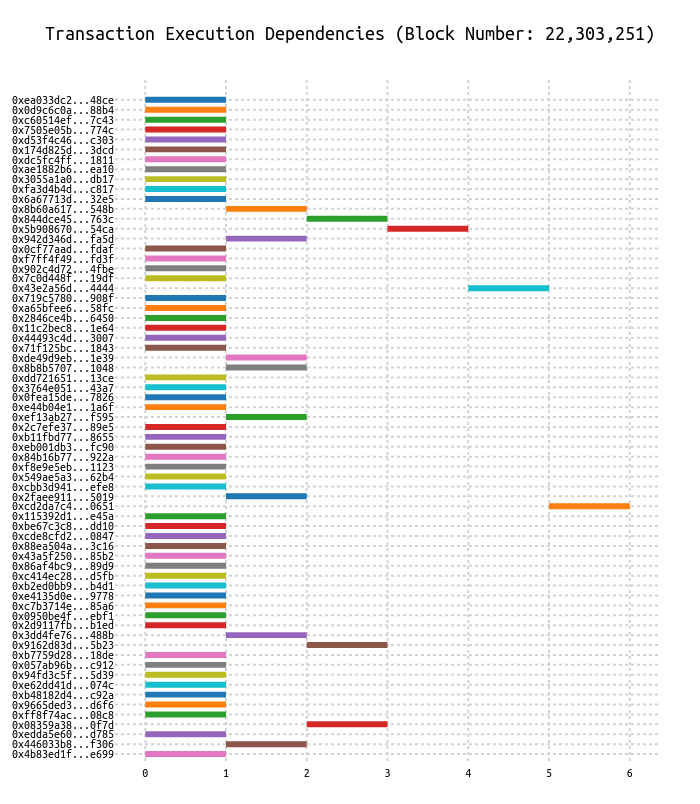 Transaction Execution Dependencies (Block Number: 22,303,251)
0xea033dc2...48ce
0x0d9c6c0a...88b4
0xc60514ef...7c43
0x7505e05b...774c
0xd53f4c46...c303
0x174d825d...3dcd
0xdc5fc4ff...1811
0xae1882b6...ea10
0x3055a1a0...db17
0xfa3d4b4d...c817
0x6a67713d...32e5
0x8b60a617...548b
0x844dce45...763c
0x5b908670...54ca
0x942d346d...fa5d
0x0cf77aad...fdaf
0xf7ff4f49...fd3f
0x902c4d72...4fbe
0x7c0d448f...19df
0x43e2a56d...4444
0x719c5780...908f
0xa65bfee6...58fc
0x2846ce4b...6450
0x11c2bec8...1e64
0x44493c4d...3007
0x71f125bc...1843
0xde49d9eb...1e39
0x8b8b5707...1048
0xdd721651...13ce
0x3764e051...43a7
0x0fea15de...7826
0xe44b04e1...1a6f
0xef13ab27...f595
0x2c7efe37...89e5
0xb11fbd77...8655
0xeb001db3...fc90
0x84b16b77...922a
0xf8e9e5eb...1123
0x549ae5a3...62b4
0xcbb3d941...efe8
0x2faee911...5019
0xcd2da7c4...0651
0x115392d1...e45a
0xbe67c3c8...dd10
0xcde8cfd2...0847
0x88ea504a...3c16
0x43a5f250...85b2
0x86af4bc9...89d9
0xc414ec28...d5fb
0xb2ed0bb9...b4d1
0xe4135d0e...9778
0xc7b3714e...85a6
0x0950be4f...ebf1
0x2d9117fb...b1ed
0x3dd4fe76...488b
0x9162d83d...5b23
0xb7759d28...18de
0x057ab96b...c912
0x94fd3c5f...5d39
0xe62dd41d...074c
0xb48182d4...c92a
0x9665ded3...d6f6
0xff8f74ac...08c8
0x08359a38...0f7d
0xedda5e60...d785
0x446033b8...f306
0x4b83ed1f...e699
0 1 2 3 4 5 6